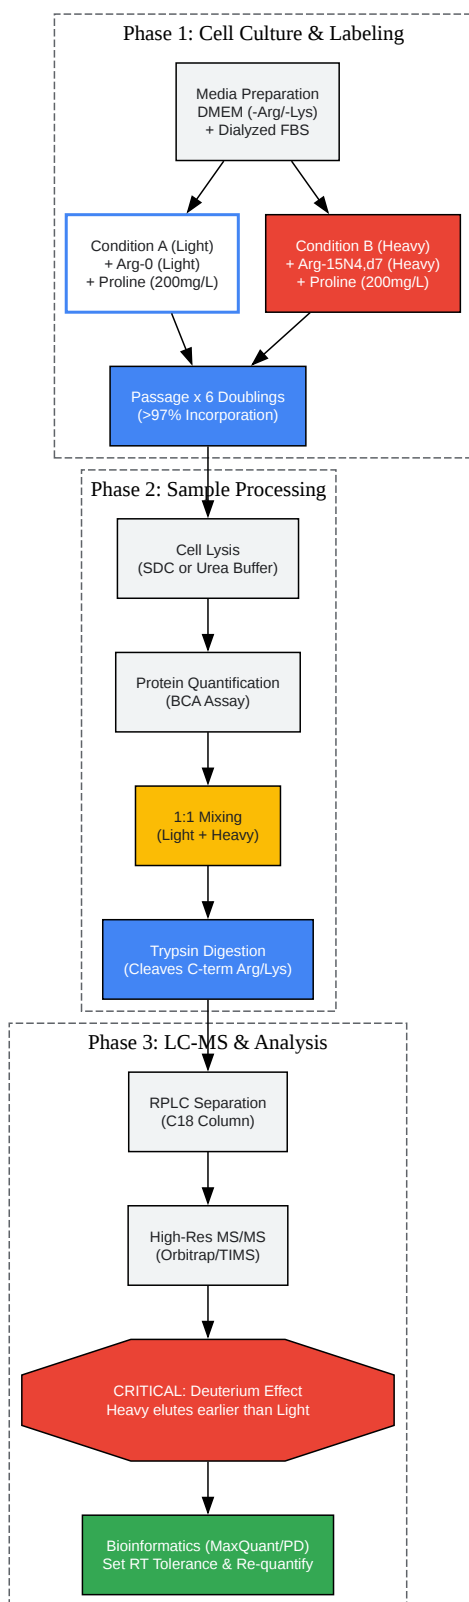 Phase 1: Cell Culture & Labeling
Media Preparation
DMEM (-Arg/-Lys)
+ Dialyzed FBS
Condition A (Light)
+ Arg-0 (Light)
+ Proline (200mg/L)
Condition B (Heavy)
+ Arg-15N4,d7 (Heavy)
+ Proline (200mg/L)
Passage x 6 Doublings
(>97% Incorporation)
Phase 2: Sample Processing
Cell Lysis
(SDC or Urea Buffer)
Protein Quantification
(BCA Assay)
1:1 Mixing
(Light + Heavy)
Trypsin Digestion
(Cleaves C-term Arg/Lys)
Phase 3: LC-MS & Analysis
RPLC Separation
(C18 Column)
High-Res MS/MS
(Orbitrap/TIMS)
CRITICAL: Deuterium Effect
Heavy elutes earlier than Light
Bioinformatics (MaxQuant/PD)
Set RT Tolerance & Re-quantify